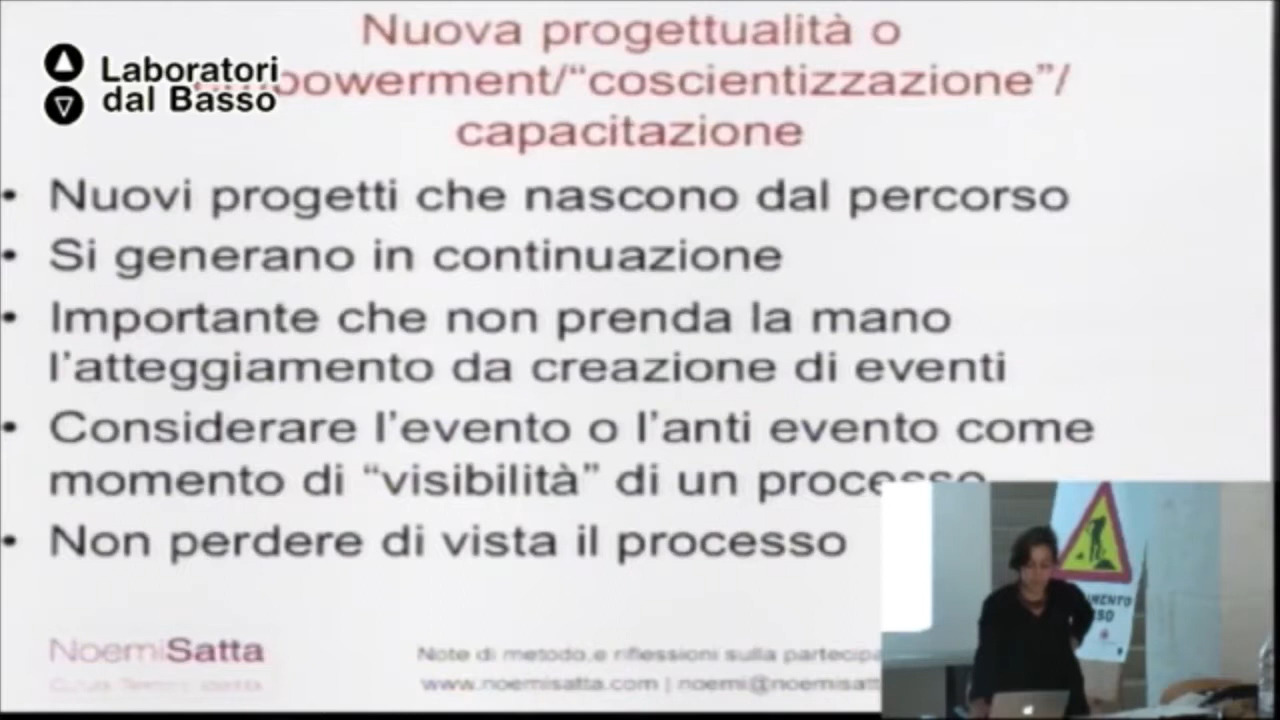 Nuova progettualità o
Laboratori
dal Basso
powerment/“coscientizzazione”/
capacitazione
• Nuovi progetti che nascono dal percorso
• Si generano in continuazione
• Importante che non prenda la mano
l’atteggiamento da creazione di eventi
• Considerare l’evento o l’anti evento come
momento di “visibilità” di un processo
• Non perdere di vista il processo
NoemiSatta
Note di metodo e riflessioni sulla partecipa
www.noemisatta.com | noemi@noemisatt